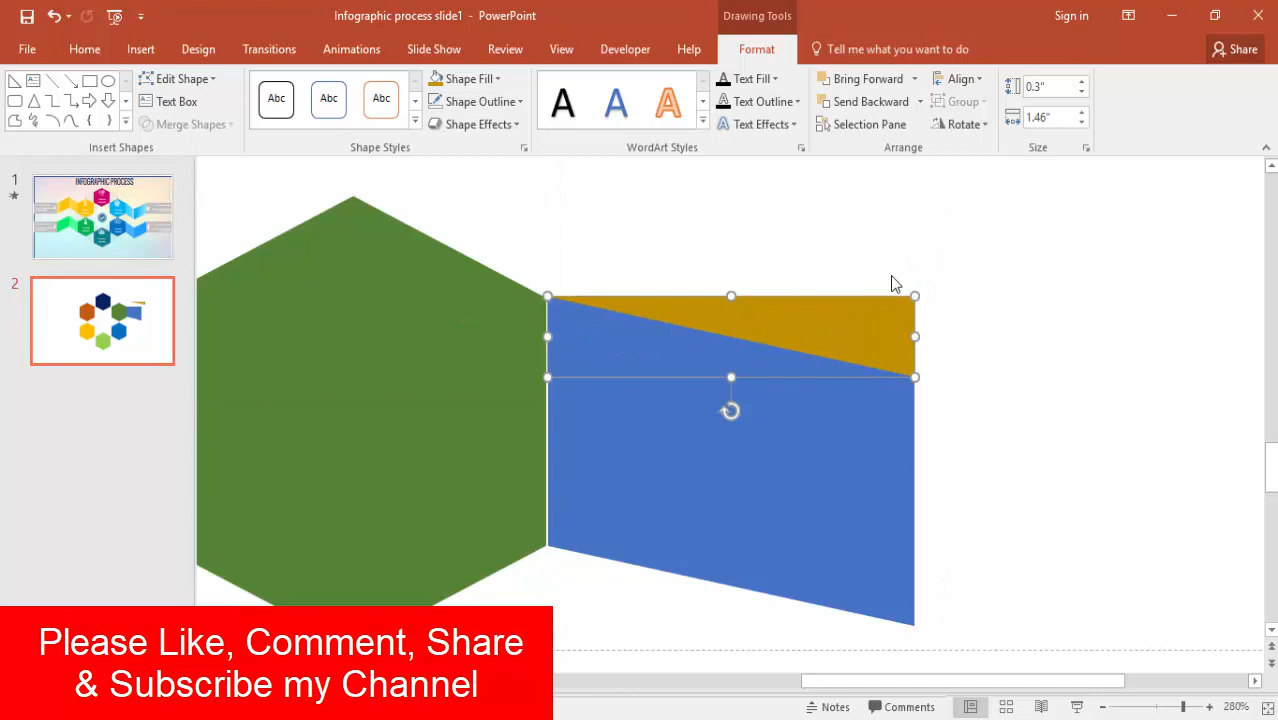 Infographic process slide1 - PowerPoint
Drawing Tools
Sign in
File
Home
Insert
Design
Transitions
Animations
Slide Show
Review
View
Developer
Help
Format
Tell me what you want to do
Share
Edit Shape
Text Box
Merge Shapes
Insert Shapes
Abc
Abc
Abc
Shape Fill
Shape Outline
Shape Effects
Shape Styles
A
A
A
Text Fill
Text Outline
Text Effects
WordArt Styles
Bring Forward
Send Backward
Selection Pane
Align
Group
Rotate
Arrange
0.3"
1.46"
Size
1
INFOGRAPHIC PROCESS
2
Please Like, Comment, Share
& Subscribe my Channel
Notes
Comments
280%